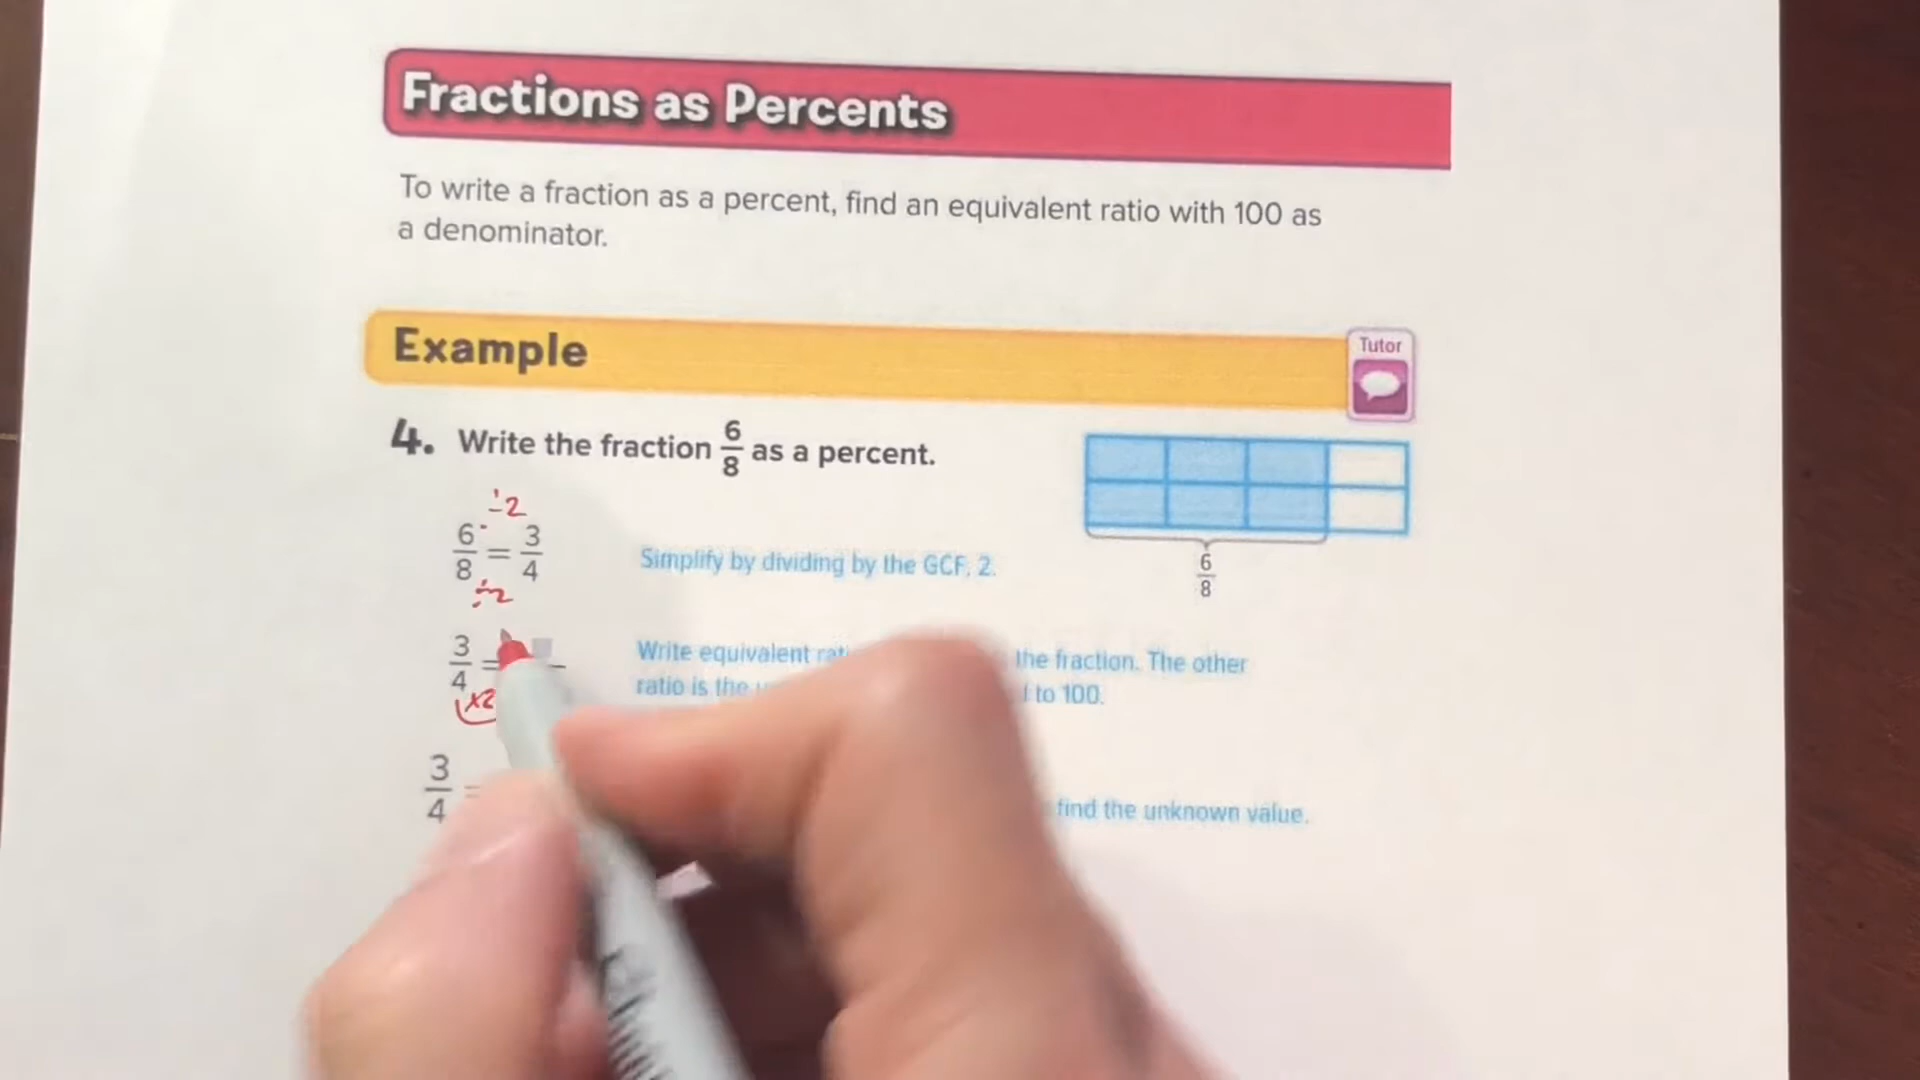 Fractions as Percents
To write a fraction as a percent, find an equivalent ratio with 100 as
a denominator.
Example
Tutor
4. Write the fraction 6/8 as a percent.
÷2
6/8 = 3/4
÷2
Simplify by dividing by the GCF, 2.
6/8
3/4 =
Write equivalent the fraction. The other
ratio is the to 100.
3/4 =
find the unknown value.